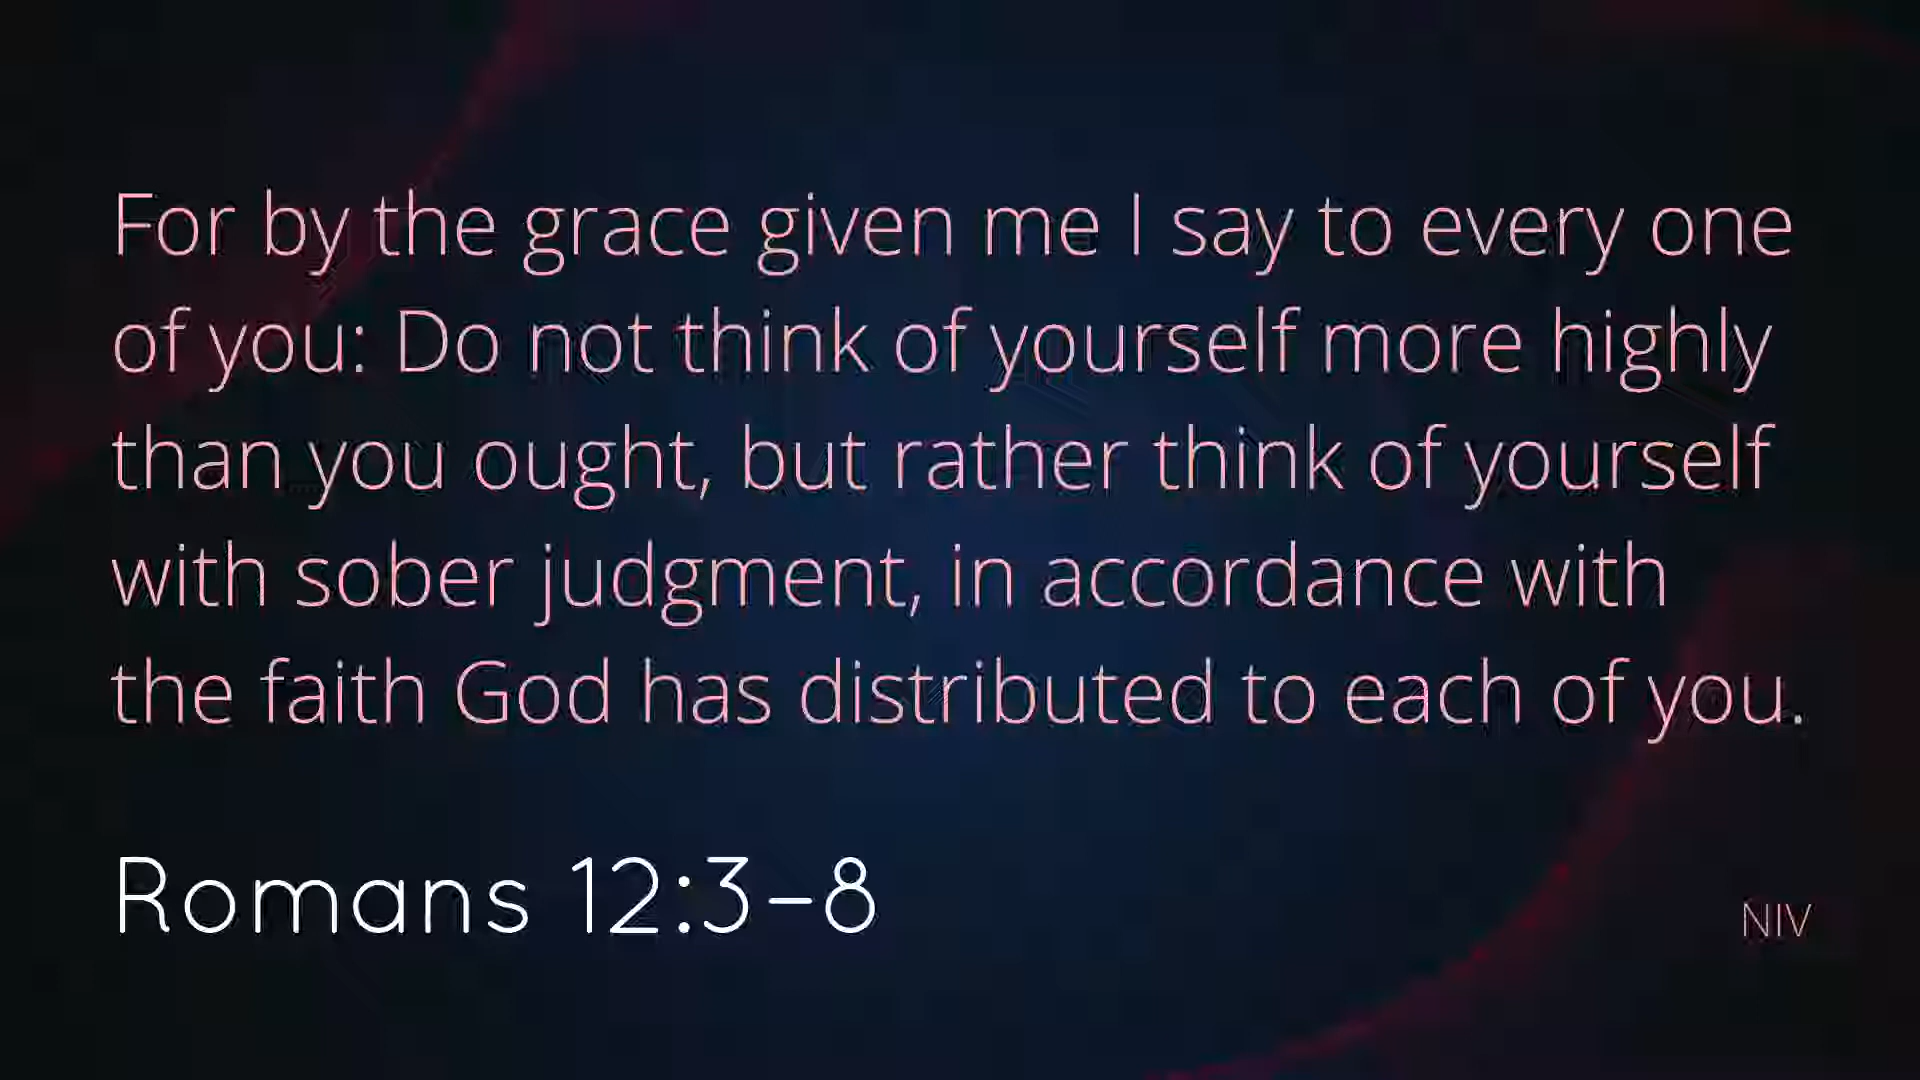 For by the grace given me I say to every one
of you: Do not think of yourself more highly
than you ought, but rather think of yourself
with sober judgment, in accordance with
the faith God has distributed to each of you.
Romans 12:3–8
NIV